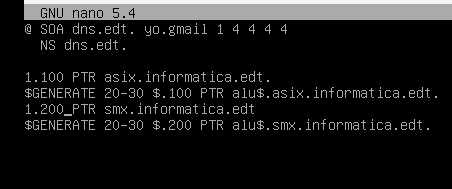 GNU nano 5.4
@ SOA dns.edt. yo.gmail 1 4 4 4 4
NS dns.edt.
1.100 PTR asix.informatica.edt.
$GENERATE 20-30 $.100 PTR alu$.asix.informatica.edt.
1.200 PTR smx.informatica.edt
$GENERATE 20-30 $.200 PTR alu$.smx.informatica.edt.